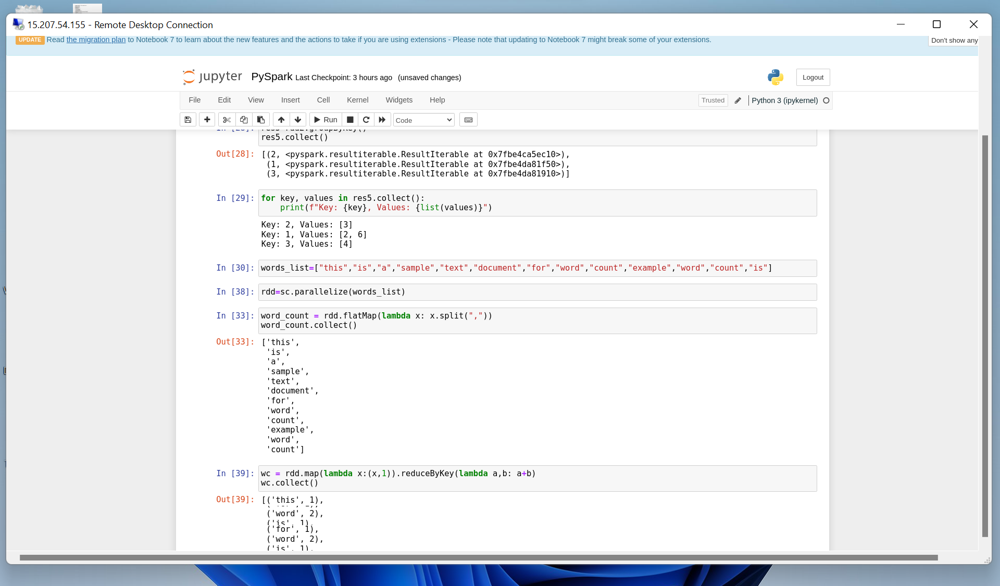 15.207.54.155 - Remote Desktop Connection
UPDATE Read the migration plan to Notebook 7 to learn about the new features and the actions to take if you are using extensions - Please note that updating to Notebook 7 might break some of your extensions.
Don't show any
jupyter PySpark Last Checkpoint: 3 hours ago (unsaved changes)
Logout
File Edit View Insert Cell Kernel Widgets Help
Trusted Python 3 (ipykernel)
Run Code
res5.collect()
Out[28]: [(2, <pyspark.resultiterable.ResultIterable at 0x7fbe4ca5ec10>),
(1, <pyspark.resultiterable.ResultIterable at 0x7fbe4da81f50>),
(3, <pyspark.resultiterable.ResultIterable at 0x7fbe4da81910>)]
In [29]: for key, values in res5.collect():
print(f"Key: {key}, Values: {list(values)}")
Key: 2, Values: [3]
Key: 1, Values: [2, 6]
Key: 3, Values: [4]
In [30]: words_list=["this","is","a","sample","text","document","for","word","count","example","word","count","is"]
In [38]: rdd=sc.parallelize(words_list)
In [33]: word_count = rdd.flatMap(lambda x: x.split(","))
word_count.collect()
Out[33]: ['this',
'is',
'a',
'sample',
'text',
'document',
'for',
'word',
'count',
'example',
'word',
'count']
In [39]: wc = rdd.map(lambda x:(x,1)).reduceByKey(lambda a,b: a+b)
wc.collect()
Out[39]: [('this', 1),
('word', 2),
('is', 1),
('for', 1),
('word', 2),
('is', 1),